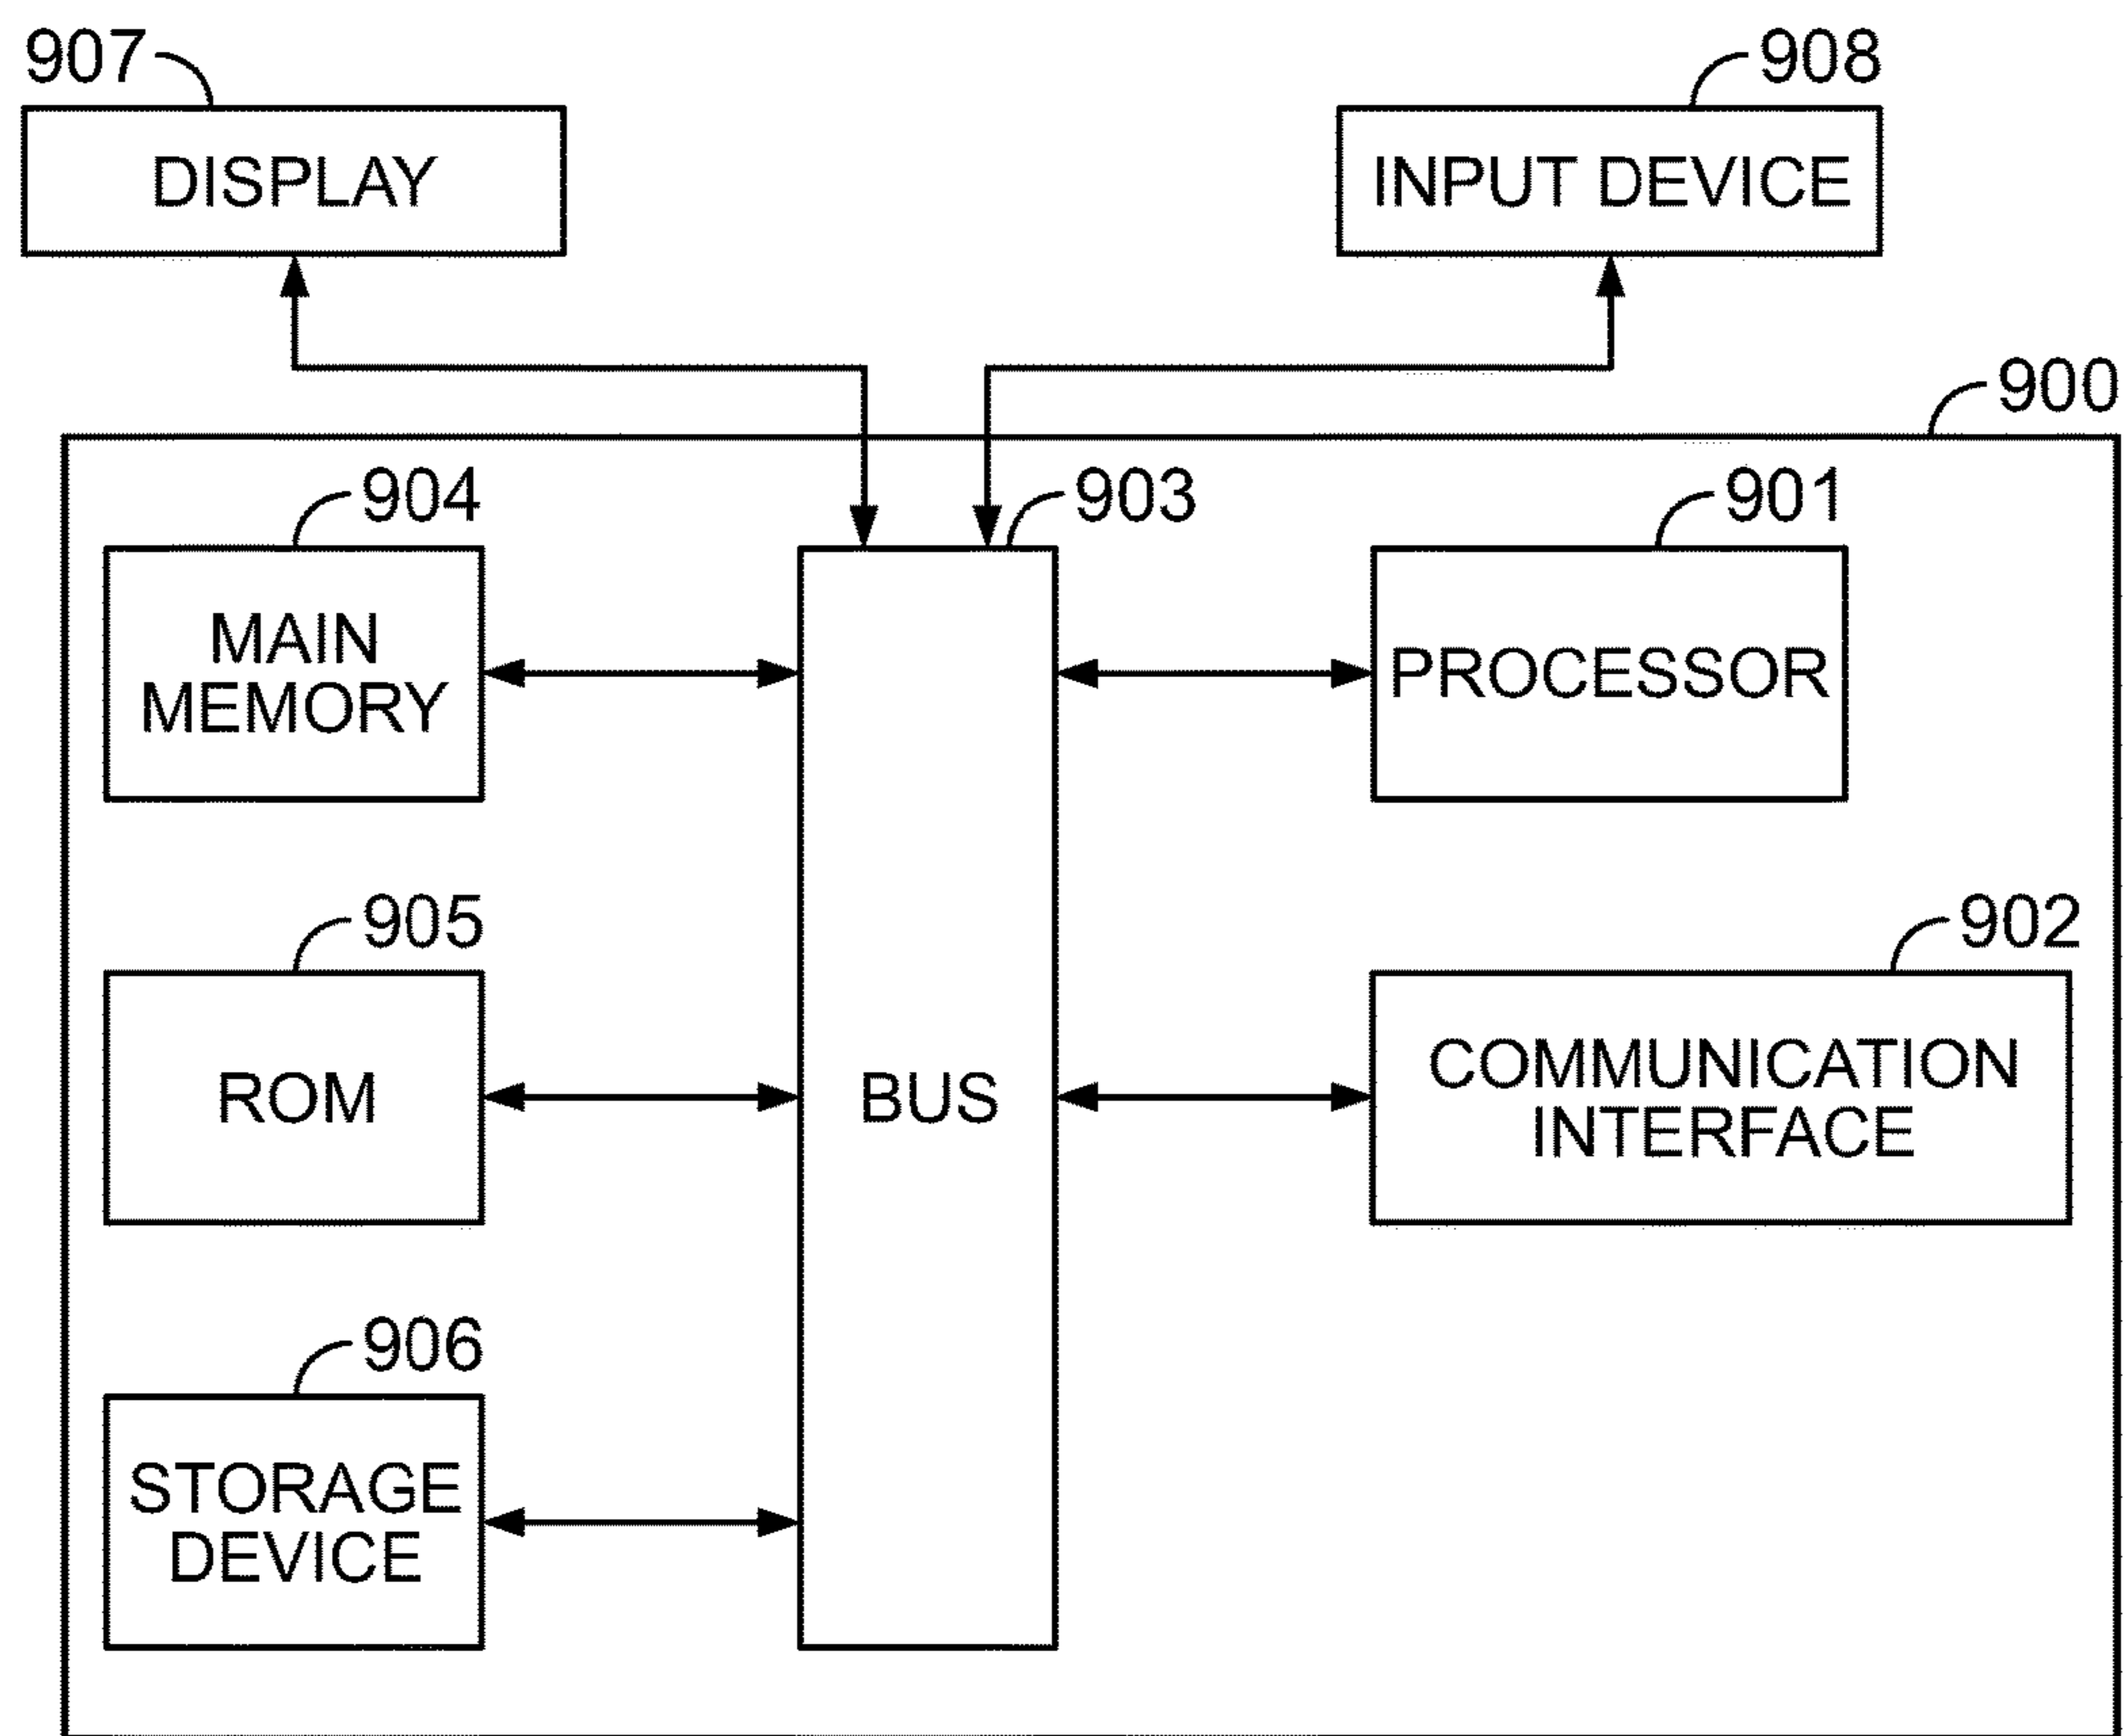 907
908
DISPLAY
INPUT DEVICE
900
904
903
901
MAIN
MEMORY
PROCESSOR
905
902
ROM
BUS
COMMUNICATION
INTERFACE
906
STORAGE
DEVICE